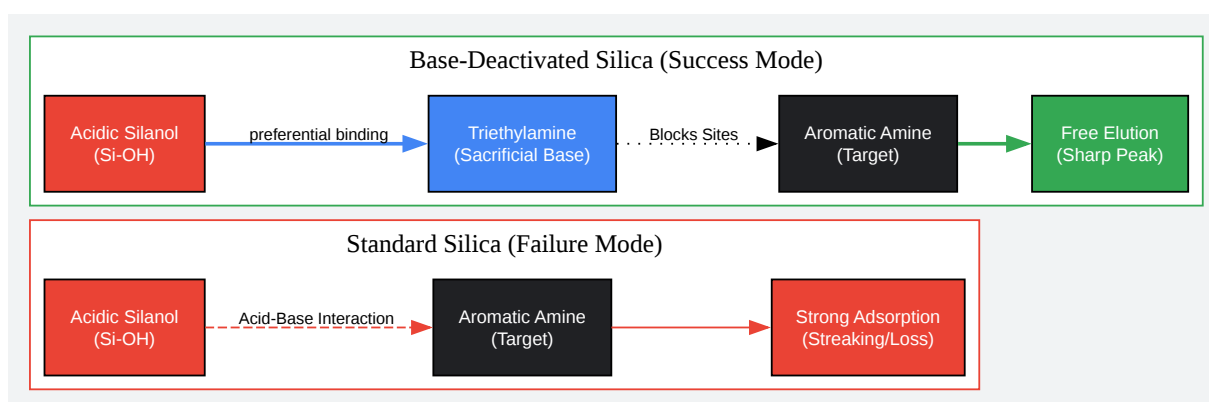 Base-Deactivated Silica (Success Mode)
Acidic Silanol
(Si-OH)
preferential binding
Triethylamine
(Sacrificial Base)
Blocks Sites
Aromatic Amine
(Target)
Free Elution
(Sharp Peak)
Standard Silica (Failure Mode)
Acidic Silanol
(Si-OH)
Acid-Base Interaction
Aromatic Amine
(Target)
Strong Adsorption
(Streaking/Loss)